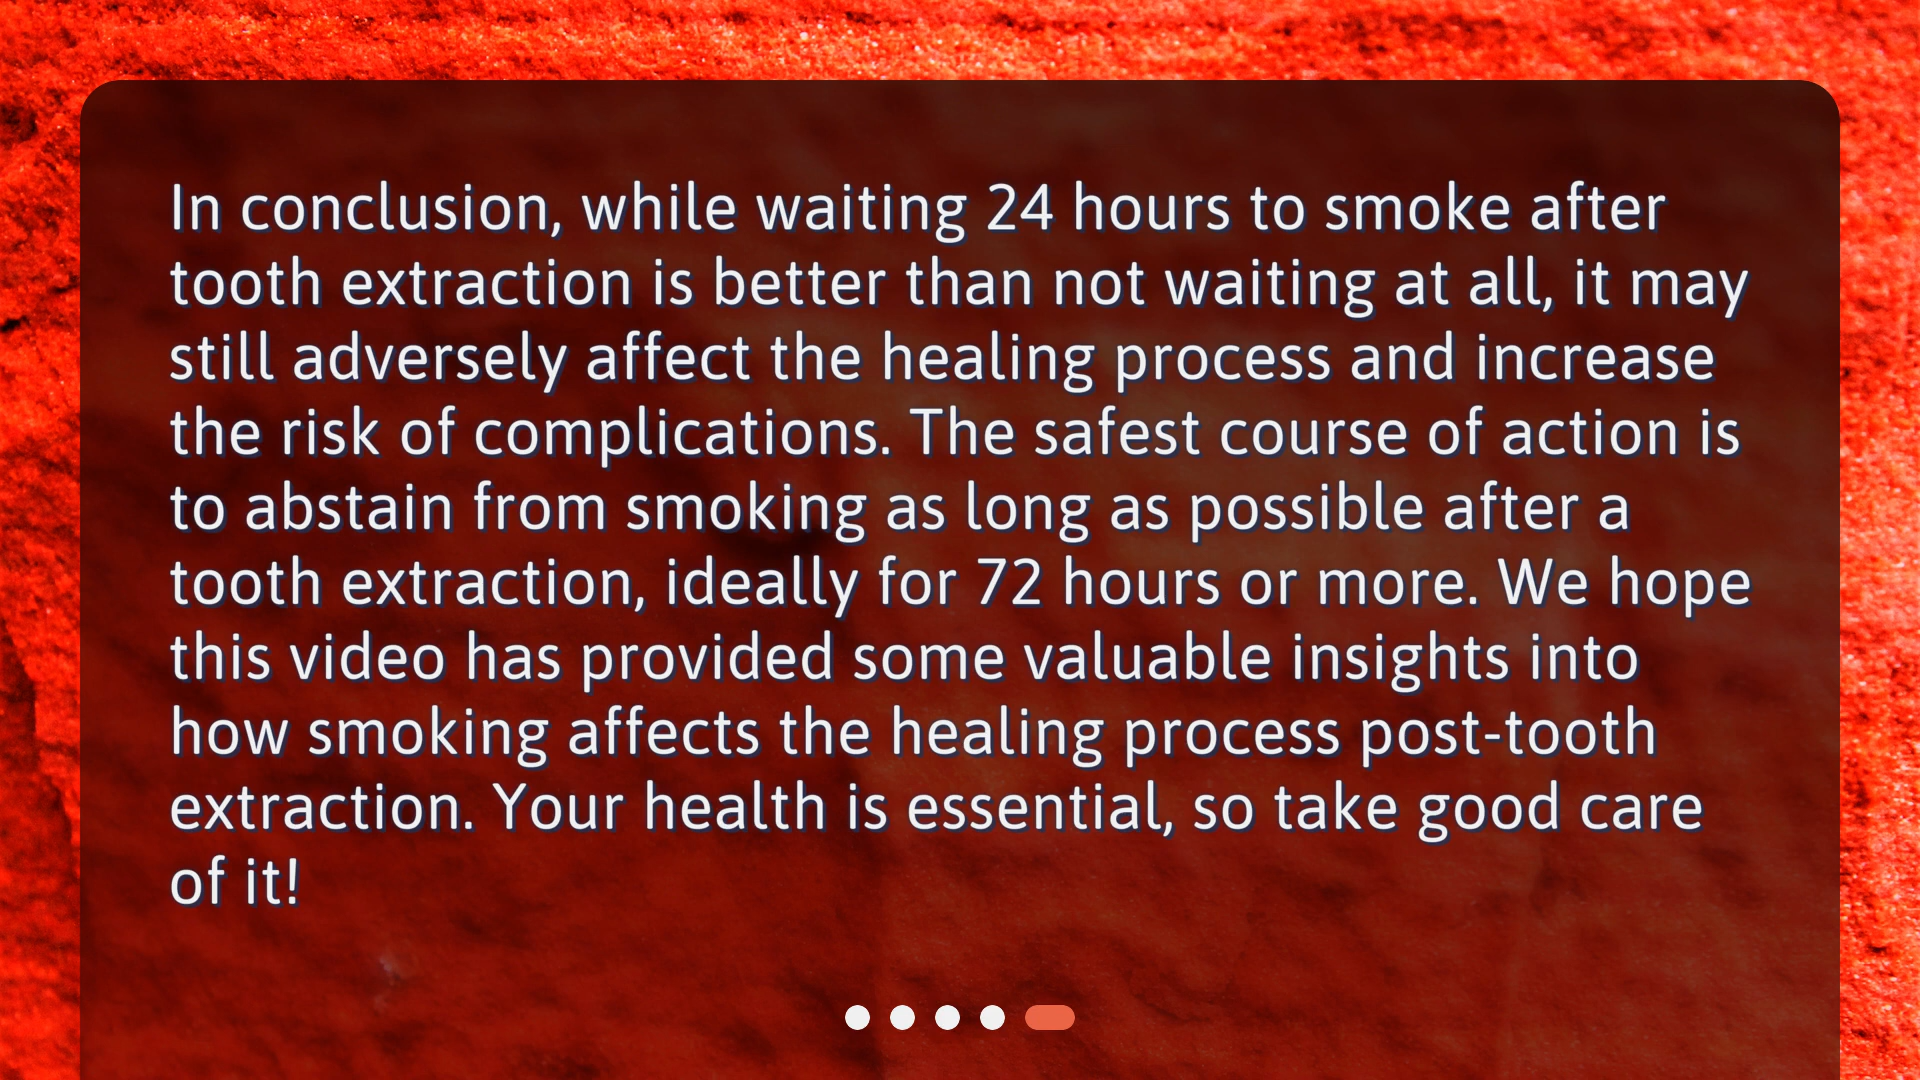 In conclusion, while waiting 24 hours to smoke after
tooth extraction is better than not waiting at all, it may
still adversely affect the healing process and increase
the risk of complications. The safest course of action is
to abstain from smoking as long as possible after a
tooth extraction, ideally for 72 hours or more. We hope
this video has provided some valuable insights into
how smoking affects the healing process post-tooth
extraction. Your health is essential, so take good care
of it!